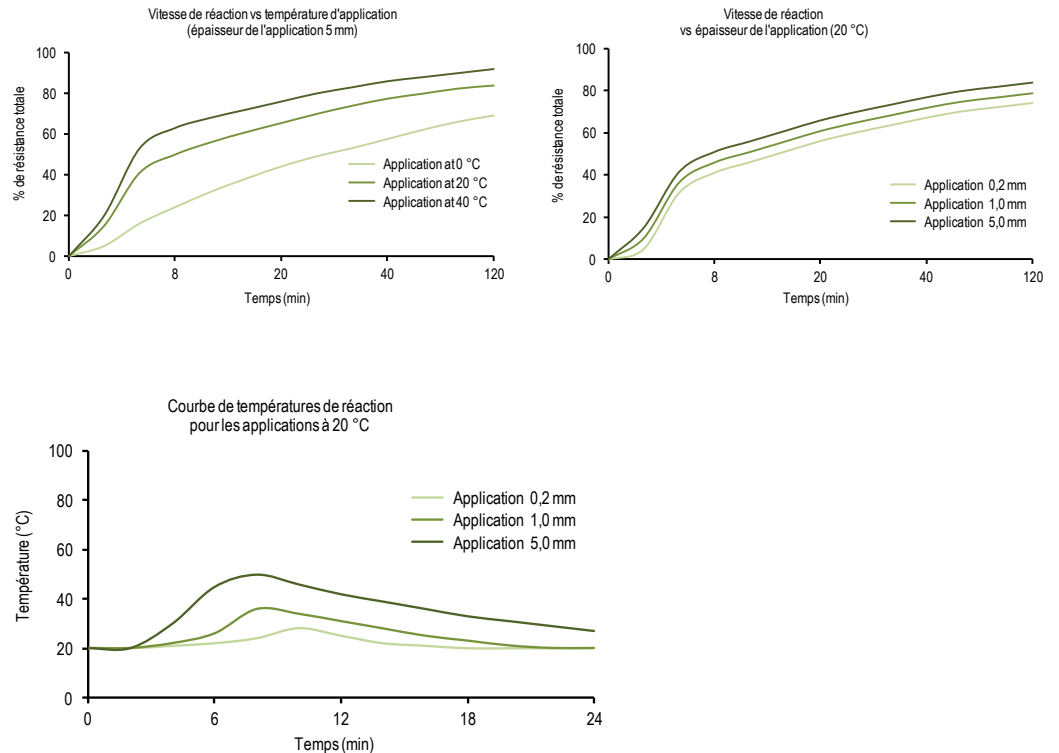 Vitesse de réaction vs température d'application
(épaisseur de l'application 5 mm)
100
80
60
40
20
0
% de résistance totale
Application at 0 °C
Application at 20 °C
Application at 40 °C
0
8
20
40
120
Temps (min)
Vitesse de réaction
vs épaisseur de l'application (20 °C)
100
80
60
40
20
0
% de résistance totale
Application 0,2 mm
Application 1,0 mm
Application 5,0 mm
0
8
20
40
120
Temps (min)
Courbe de températures de réaction
pour les applications à 20 °C
100
80
60
40
20
0
Température (°C)
Application 0,2 mm
Application 1,0 mm
Application 5,0 mm
0
6
12
18
24
Temps (min)